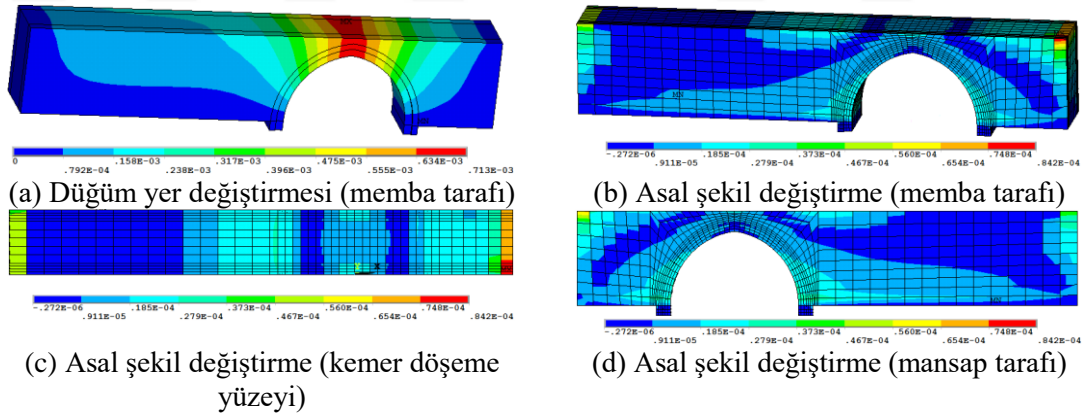 MX
0 .158E-03 .317E-03 .475E-03 .634E-03
.792E-04 .238E-03 .396E-03 .555E-03 .713E-03
(a) Düğüm yer değiştirmesi (memba tarafı)
MN
-.272E-06 .185E-04 .373E-04 .560E-04 .748E-04
.911E-05 .279E-04 .467E-04 .654E-04 .842E-04
(b) Asal şekil değiştirme (memba tarafı)
-.272E-06 .185E-04 .373E-04 .560E-04 .748E-04
.911E-05 .279E-04 .467E-04 .654E-04 .842E-04
(c) Asal şekil değiştirme (kemer döşeme
yüzeyi)
MN
-.272E-06 .185E-04 .373E-04 .560E-04 .748E-04
.911E-05 .279E-04 .467E-04 .654E-04 .842E-04
(d) Asal şekil değiştirme (mansap tarafı)